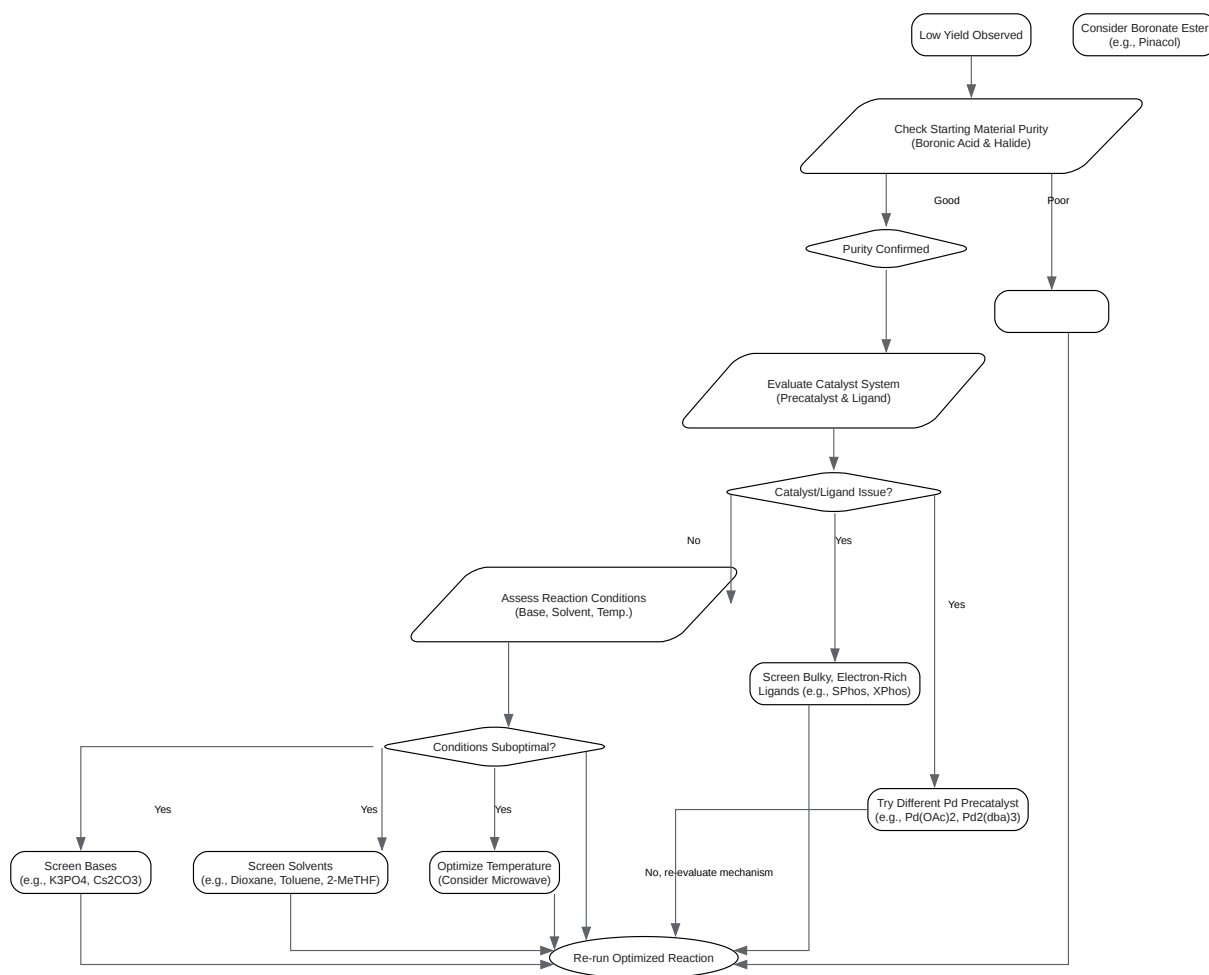 Low Yield Observed
Consider Boronate Ester
(e.g., Pinacol)
Check Starting Material Purity
(Boronic Acid & Halide)
Good
Poor
Purity Confirmed
Evaluate Catalyst System
(Precatalyst & Ligand)
Catalyst/Ligand Issue?
No
Yes
Yes
Assess Reaction Conditions
(Base, Solvent, Temp.)
Screen Bulky, Electron-Rich
Ligands (e.g., SPhos, XPhos)
Conditions Suboptimal?
Yes
Yes
Yes
Try Different Pd Precatalyst
(e.g., Pd(OAc)2, Pd2(dba)3)
Screen Bases
(e.g., K3PO4, Cs2CO3)
Screen Solvents
(e.g., Dioxane, Toluene, 2-MeTHF)
Optimize Temperature
(Consider Microwave)
No, re-evaluate mechanism
Re-run Optimized Reaction